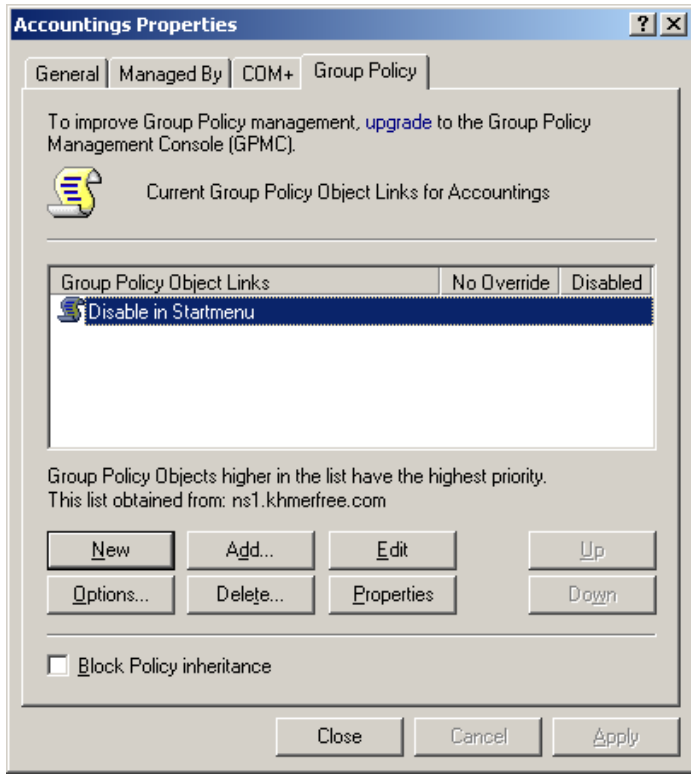 Accountings Properties
General Managed By COM+ Group Policy
To improve Group Policy management, upgrade to the Group Policy
Management Console (GPMC).
Current Group Policy Object Links for Accountings
Group Policy Object Links No Override Disabled
Disable in Startmenu
Group Policy Objects higher in the list have the highest priority.
This list obtained from: ns1.khmerfree.com
New Add... Edit Up
Options... Delete... Properties Down
Block Policy inheritance
Close Cancel Apply